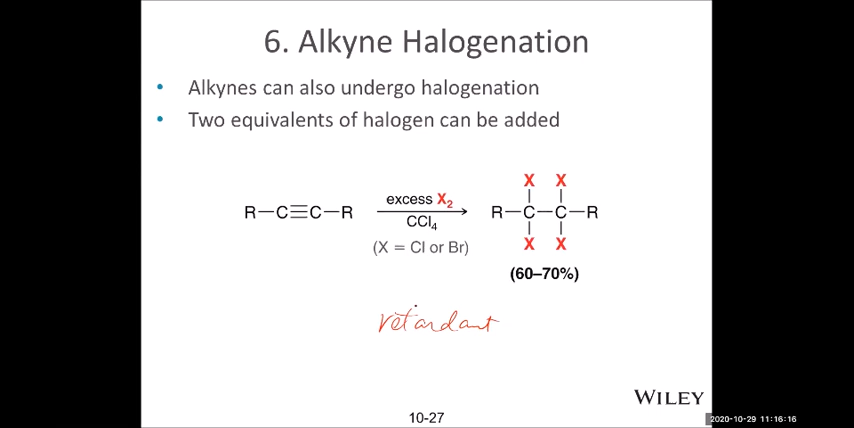 6. Alkyne Halogenation
• Alkynes can also undergo halogenation
• Two equivalents of halogen can be added
excess X₂
R—C≡C—R
CCl₄
(X = Cl or Br)
X X
R—C—C—R
X X
(60–70%)
retardant
WILEY
10-27
2020-10-29 11:16:16